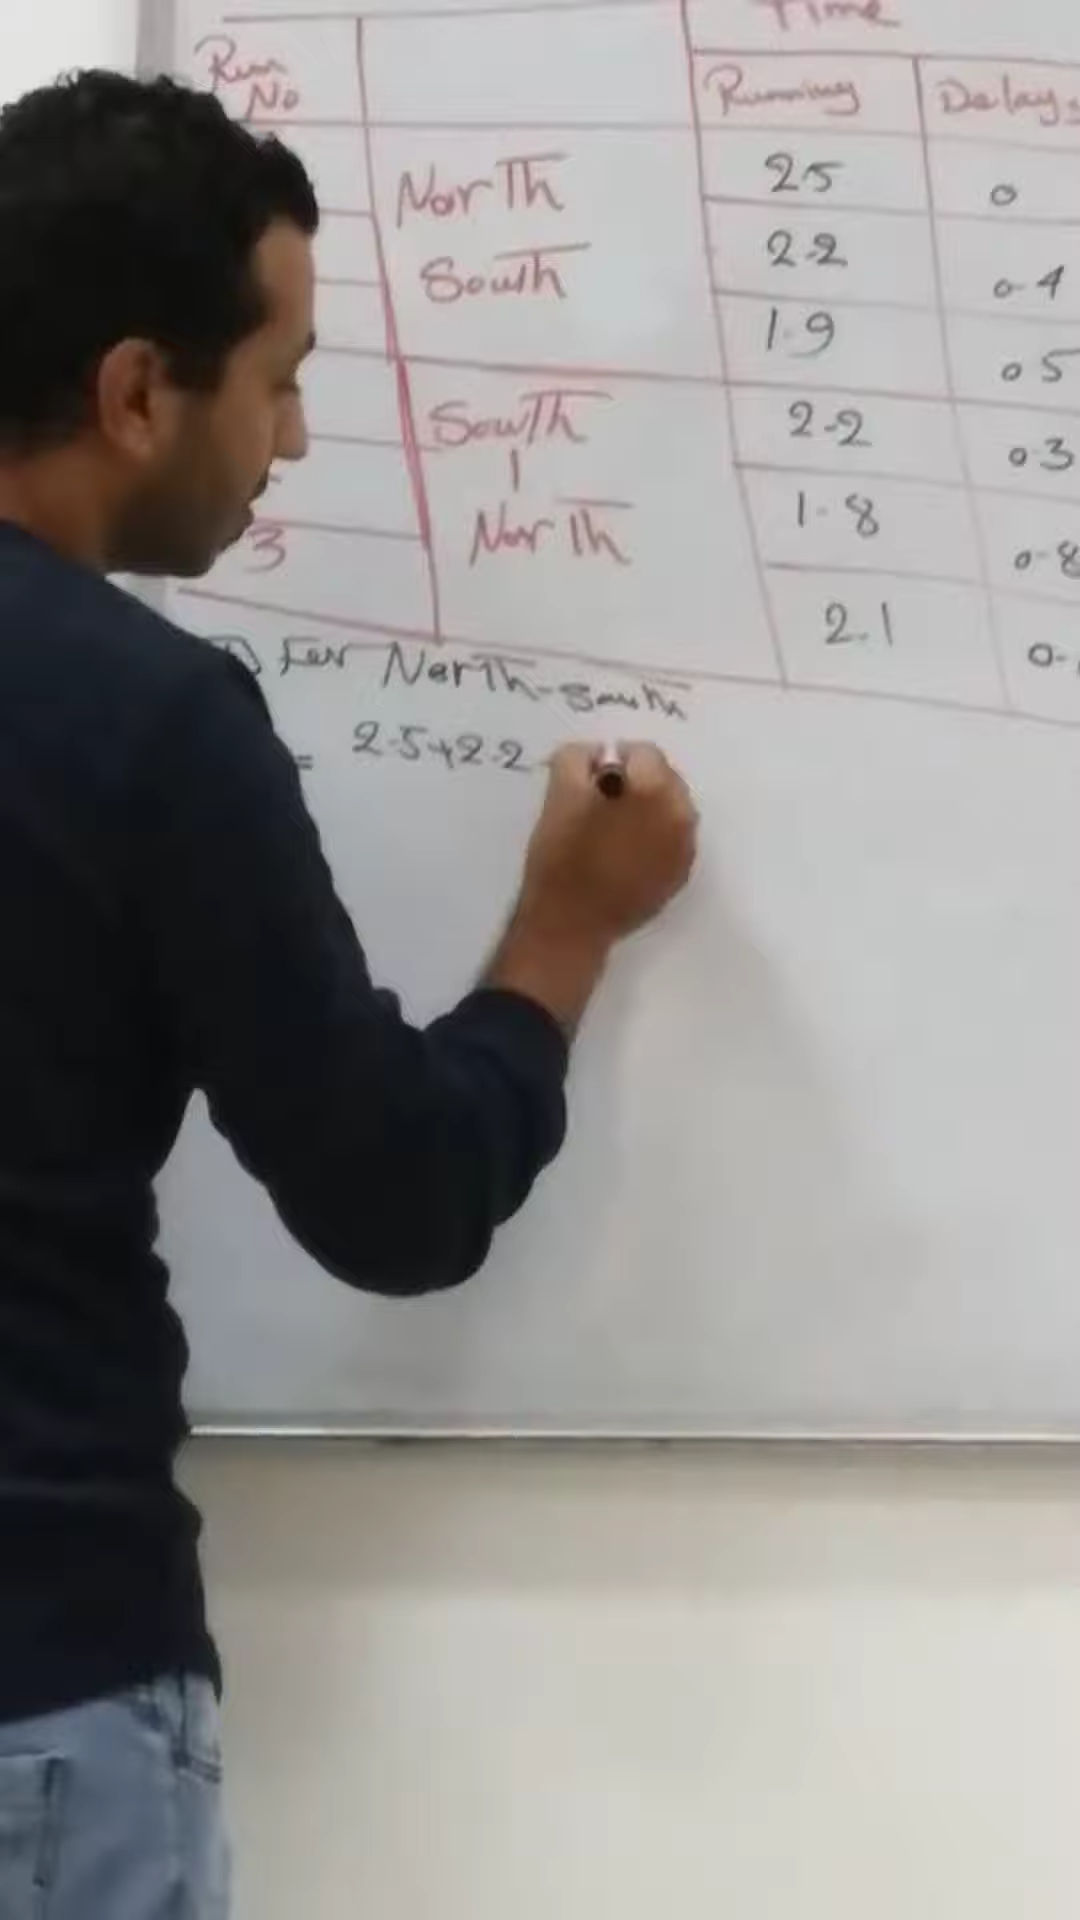 Time
Run No
Running
Delays
North
South
25
0
2.2
0.4
1.9
0.5
South
|
North
2.2
0.3
1.8
0.8
3
2.1
0.
For North-South
= 2.5+2.2